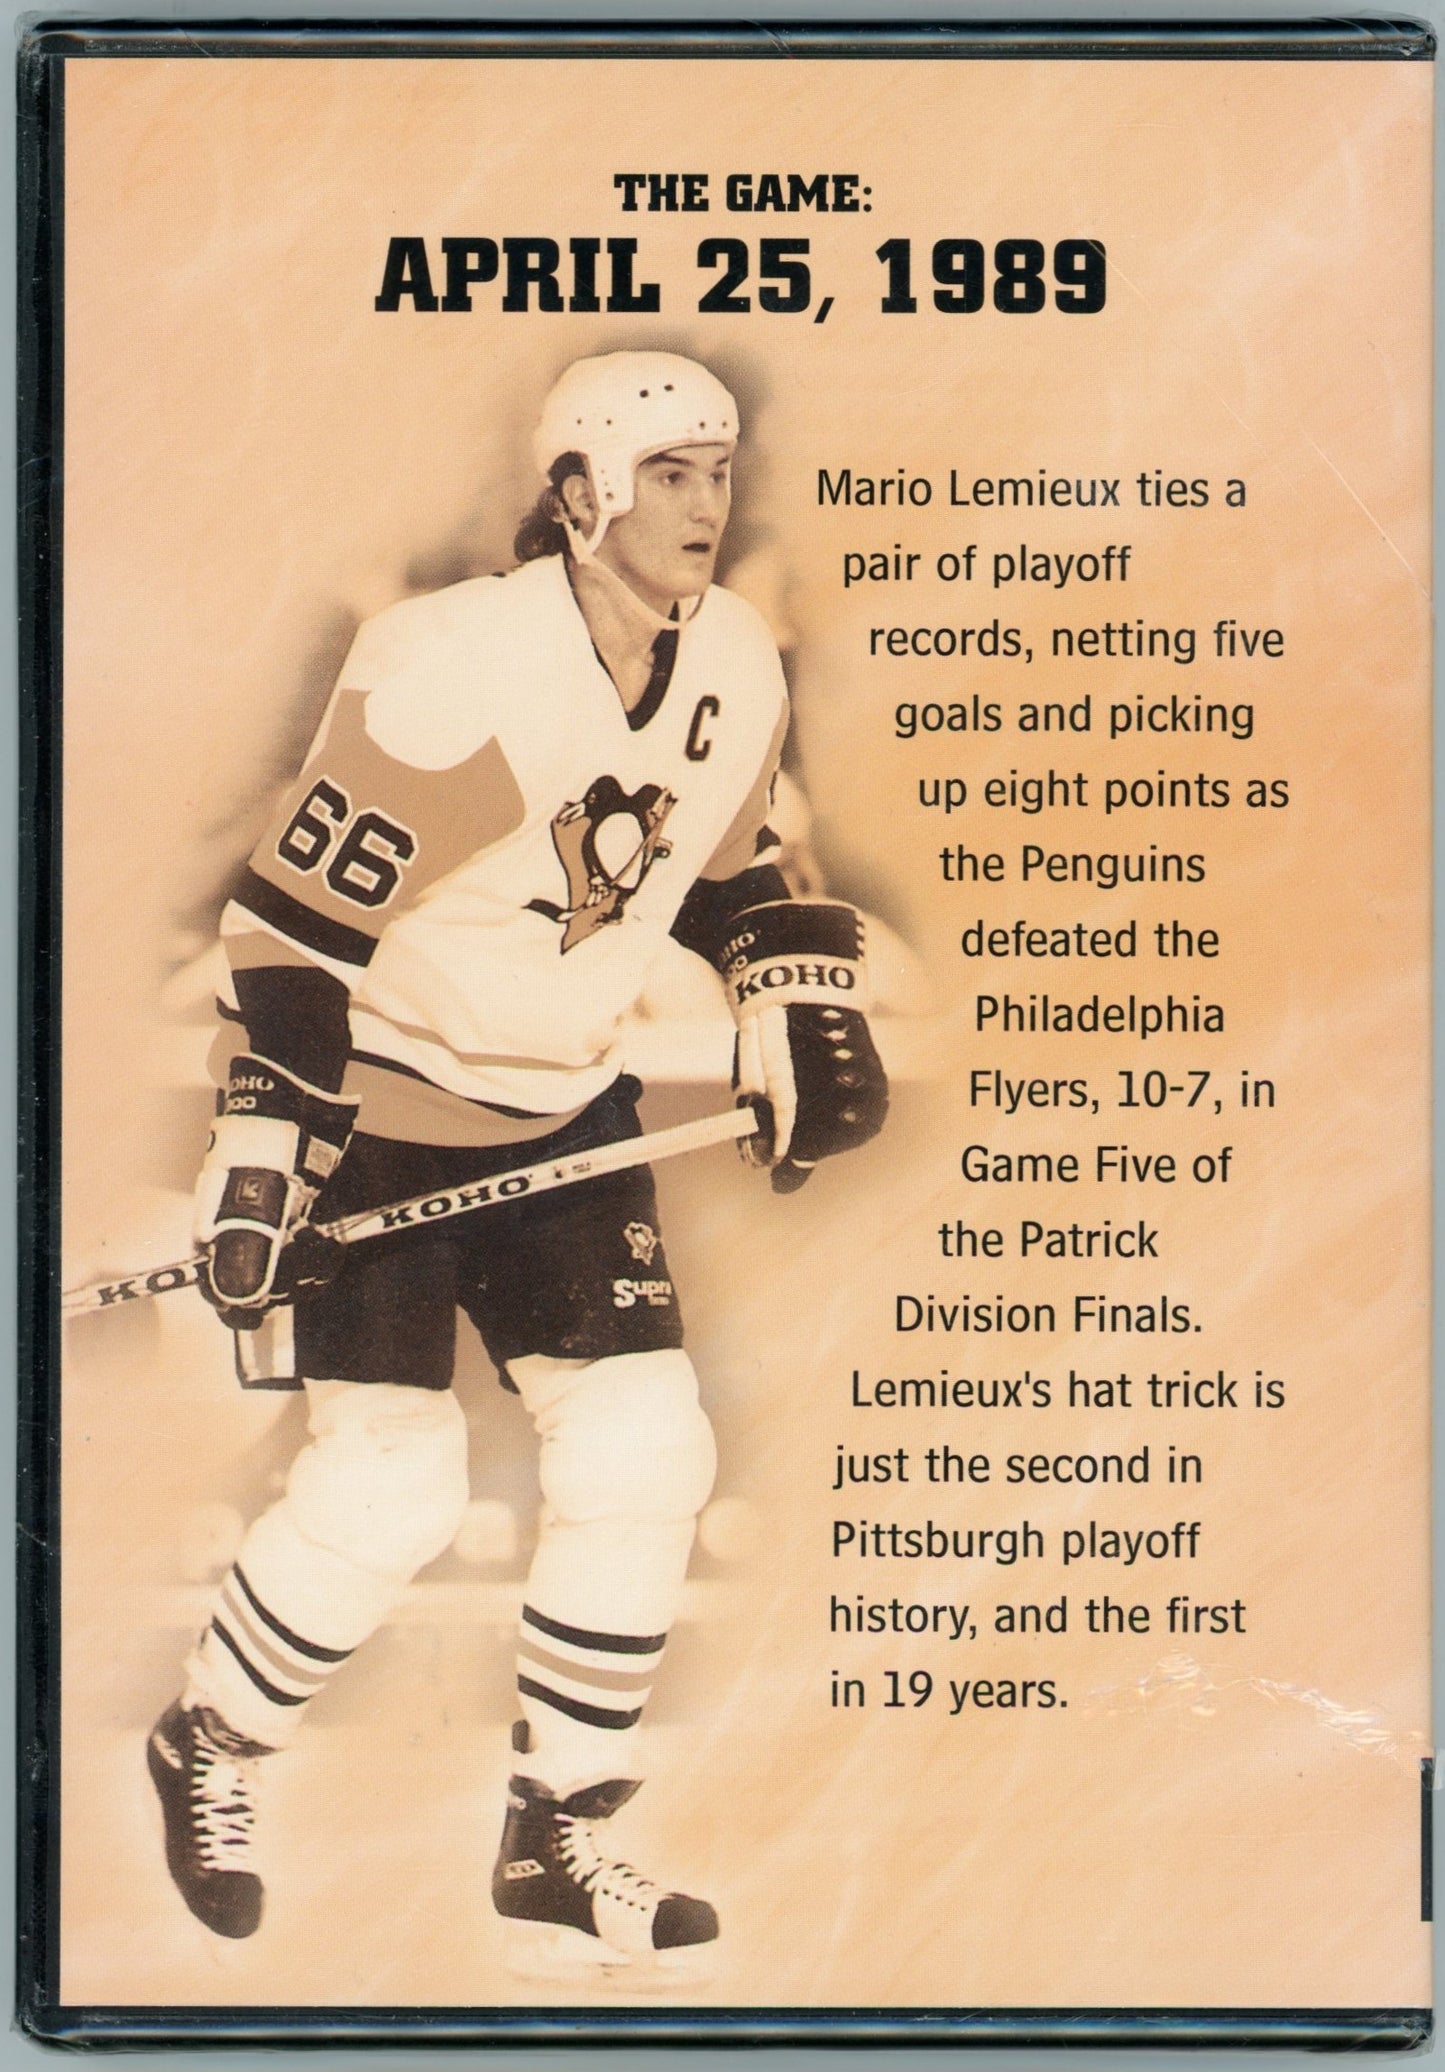 THE GAME:
APRIL 25, 1989
Mario Lemieux ties a
pair of playoff
records, netting five
goals and picking
up eight points as
the Penguins
defeated the
Philadelphia
Flyers, 10-7, in
Game Five of
the Patrick
Division Finals.
Lemieux's hat trick is
just the second in
Pittsburgh playoff
history, and the first
in 19 years.
C
66
KOHO
KOHO
Supra